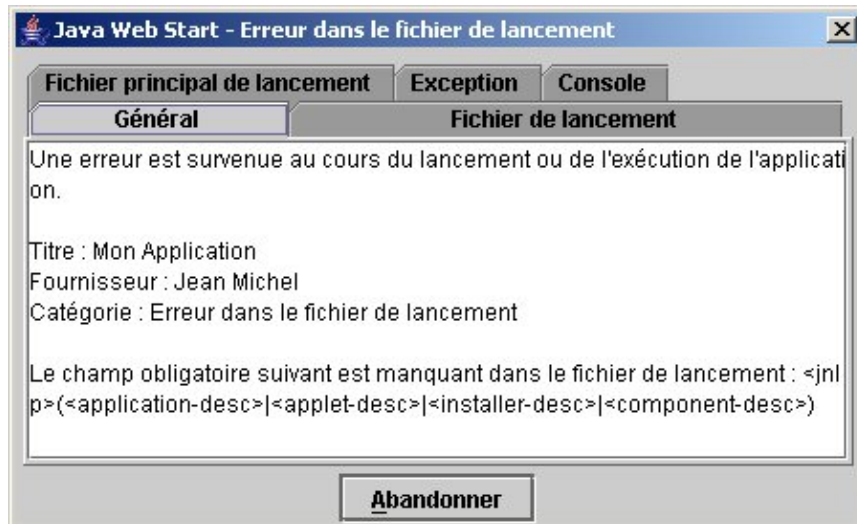 Java Web Start - Erreur dans le fichier de lancement
Fichier principal de lancement Exception Console
Général Fichier de lancement
Une erreur est survenue au cours du lancement ou de l'exécution de l'applicati
on.
Titre : Mon Application
Fournisseur : Jean Michel
Catégorie : Erreur dans le fichier de lancement
Le champ obligatoire suivant est manquant dans le fichier de lancement : <jnl
p>(<application-desc>|<applet-desc>|<installer-desc>|<component-desc>)
Abandonner